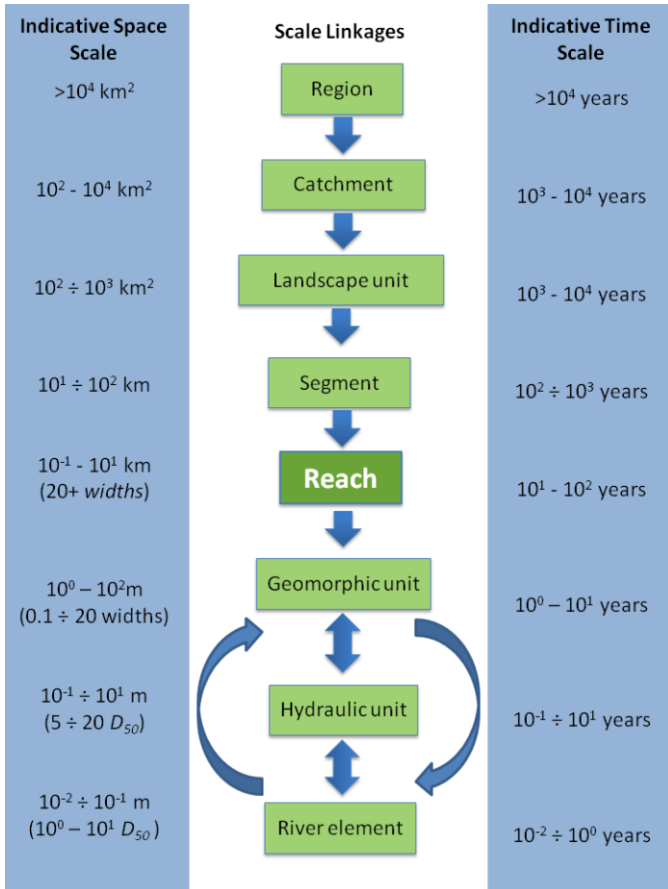 Indicative Space
Scale
Scale Linkages
Indicative Time
Scale
>10⁴ km²
Region
>10⁴ years
10² - 10⁴ km²
Catchment
10³ - 10⁴ years
10² ÷ 10³ km²
Landscape unit
10³ - 10⁴ years
10¹ ÷ 10² km
Segment
10² ÷ 10³ years
10⁻¹ - 10¹ km
(20+ widths)
Reach
10¹ - 10² years
10⁰ – 10²m
(0.1 ÷ 20 widths)
Geomorphic unit
10⁰ – 10¹ years
10⁻¹ ÷ 10¹ m
(5 ÷ 20 D₅₀)
Hydraulic unit
10⁻¹ ÷ 10¹ years
10⁻² ÷ 10⁻¹ m
(10⁰ – 10¹ D₅₀ )
River element
10⁻² ÷ 10⁰ years